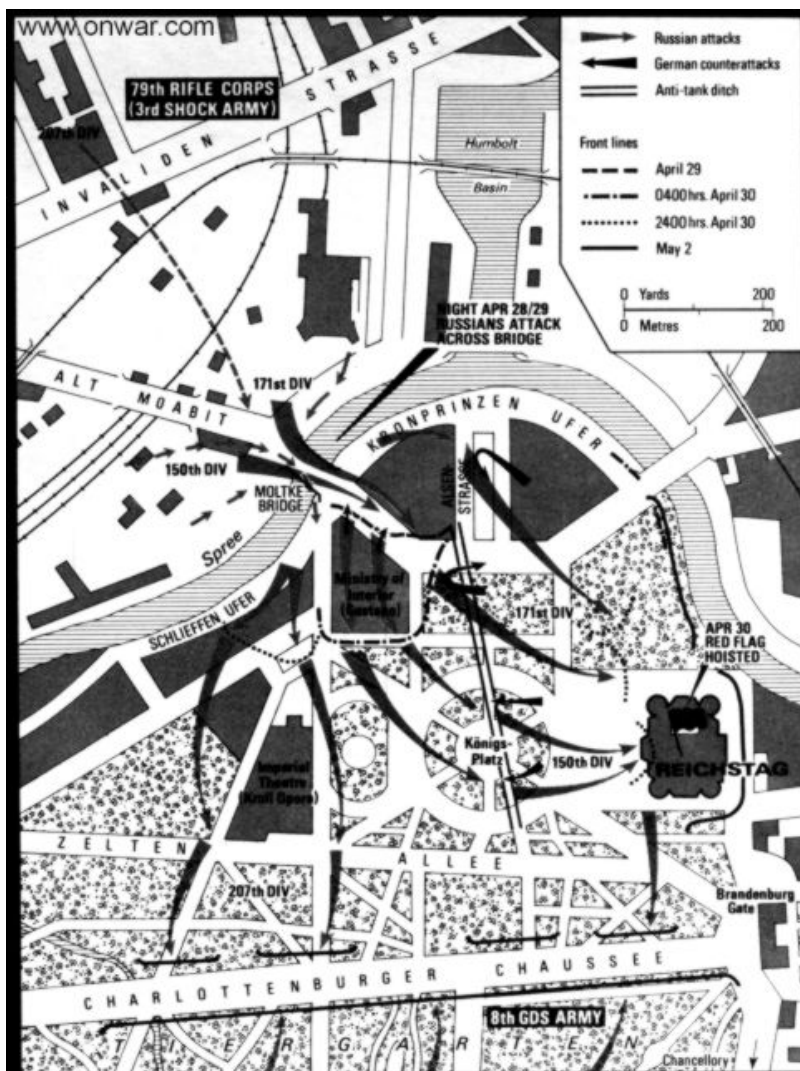 www.onwar.com
79th RIFLE CORPS
(3rd SHOCK ARMY)
207th DIV
INVALIDEN STRASSE
Humbolt
Basin
Russian attacks
German counterattacks
Anti-tank ditch
Front lines
April 29
0400hrs. April 30
2400hrs. April 30
May 2
0 Yards 200
0 Metres 200
NIGHT APR 28/29
RUSSIANS ATTACK
ACROSS BRIDGE
ALT MOABIT
171st DIV
150th DIV
MOLTKE
BRIDGE
KRONPRINZEN UFER
ALSEN-
STRASSE
Spree
SCHLIEFFEN UFER
Ministry of
Interior
(Gestapo)
171st DIV
APR 30
RED FLAG
HOISTED
Königs-
Platz
150th DIV
REICHSTAG
Imperial
Theatre
(Kroll Opera)
ZELTEN ALLEE
207th DIV
Brandenburg
Gate
CHARLOTTENBURGER CHAUSSEE
8th GDS ARMY
TIERGARTEN
Chancellory